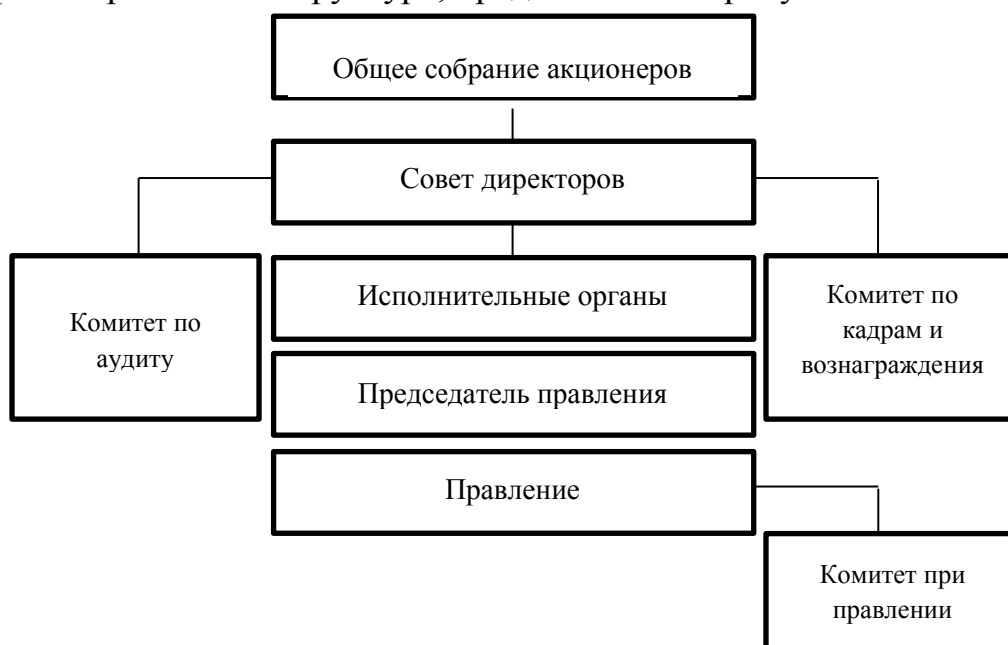 Общее собрание акционеров
Совет директоров
Исполнительные органы
Комитет по
аудиту
Комитет по
кадрам и
вознаграждения
Председатель правления
Правление
Комитет при
правлении